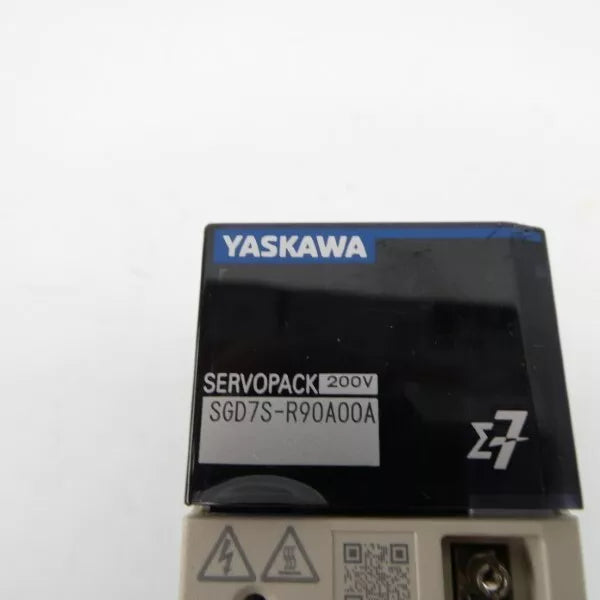 YASKAWA
SERVOPACK 200V
SGD7S-R90A00A
Σ7